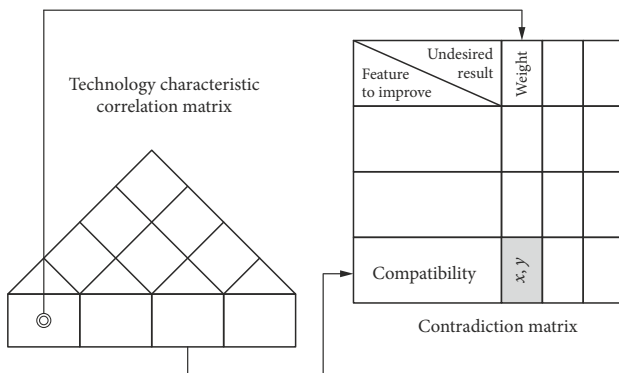 Technology characteristic
correlation matrix
Undesired
result
Feature
to improve
Weight
Compatibility
x, y
Contradiction matrix